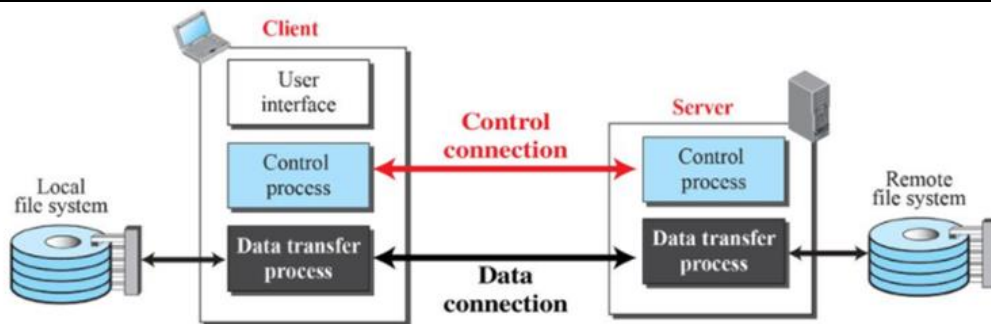 Client
User
interface
Control
process
Data transfer
process
Local
file system
Control
connection
Data
connection
Server
Control
process
Data transfer
process
Remote
file system